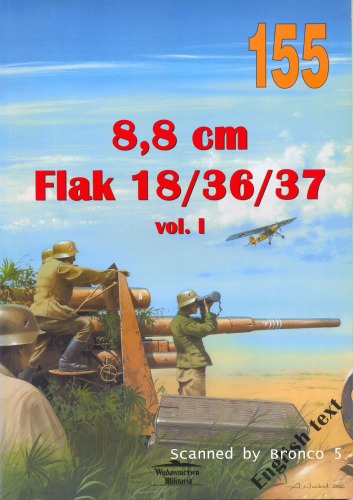 155
8,8 cm
Flak 18/36/37
vol. I
English text
Scanned by Bronco 5.
Wydawnictwo
Militaria